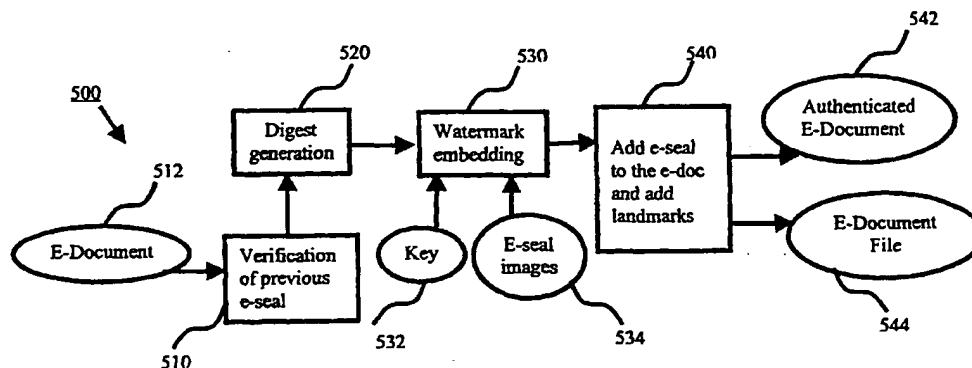 500
512
E-Document
510
Verification
of previous
e-seal
520
Digest
generation
530
Watermark
embedding
532
Key
534
E-seal
images
540
Add e-seal
to the e-doc
and add
landmarks
542
Authenticated
E-Document
E-Document
File
544